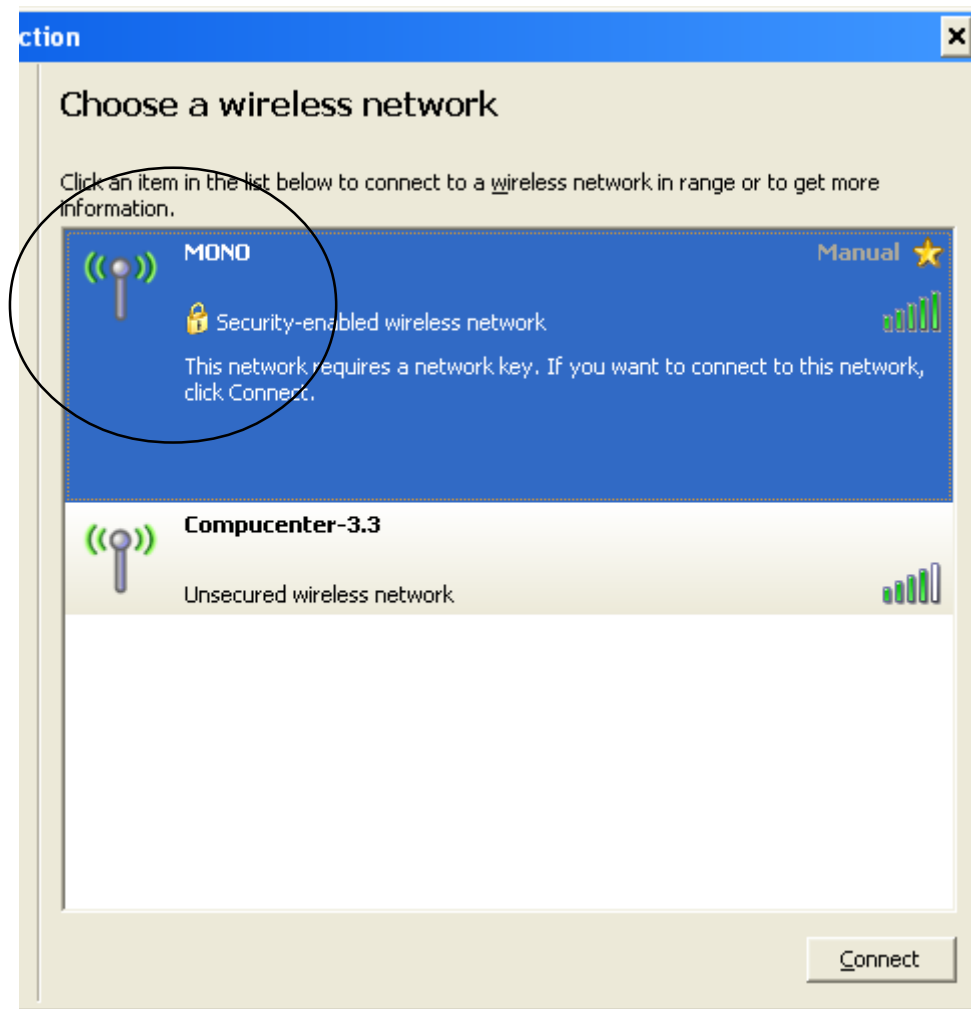 ction
Choose a wireless network
Click an item in the list below to connect to a wireless network in range or to get more
information.
MONO Manual
Security-enabled wireless network
This network requires a network key. If you want to connect to this network,
click Connect.
Compucenter-3.3
Unsecured wireless network
Connect